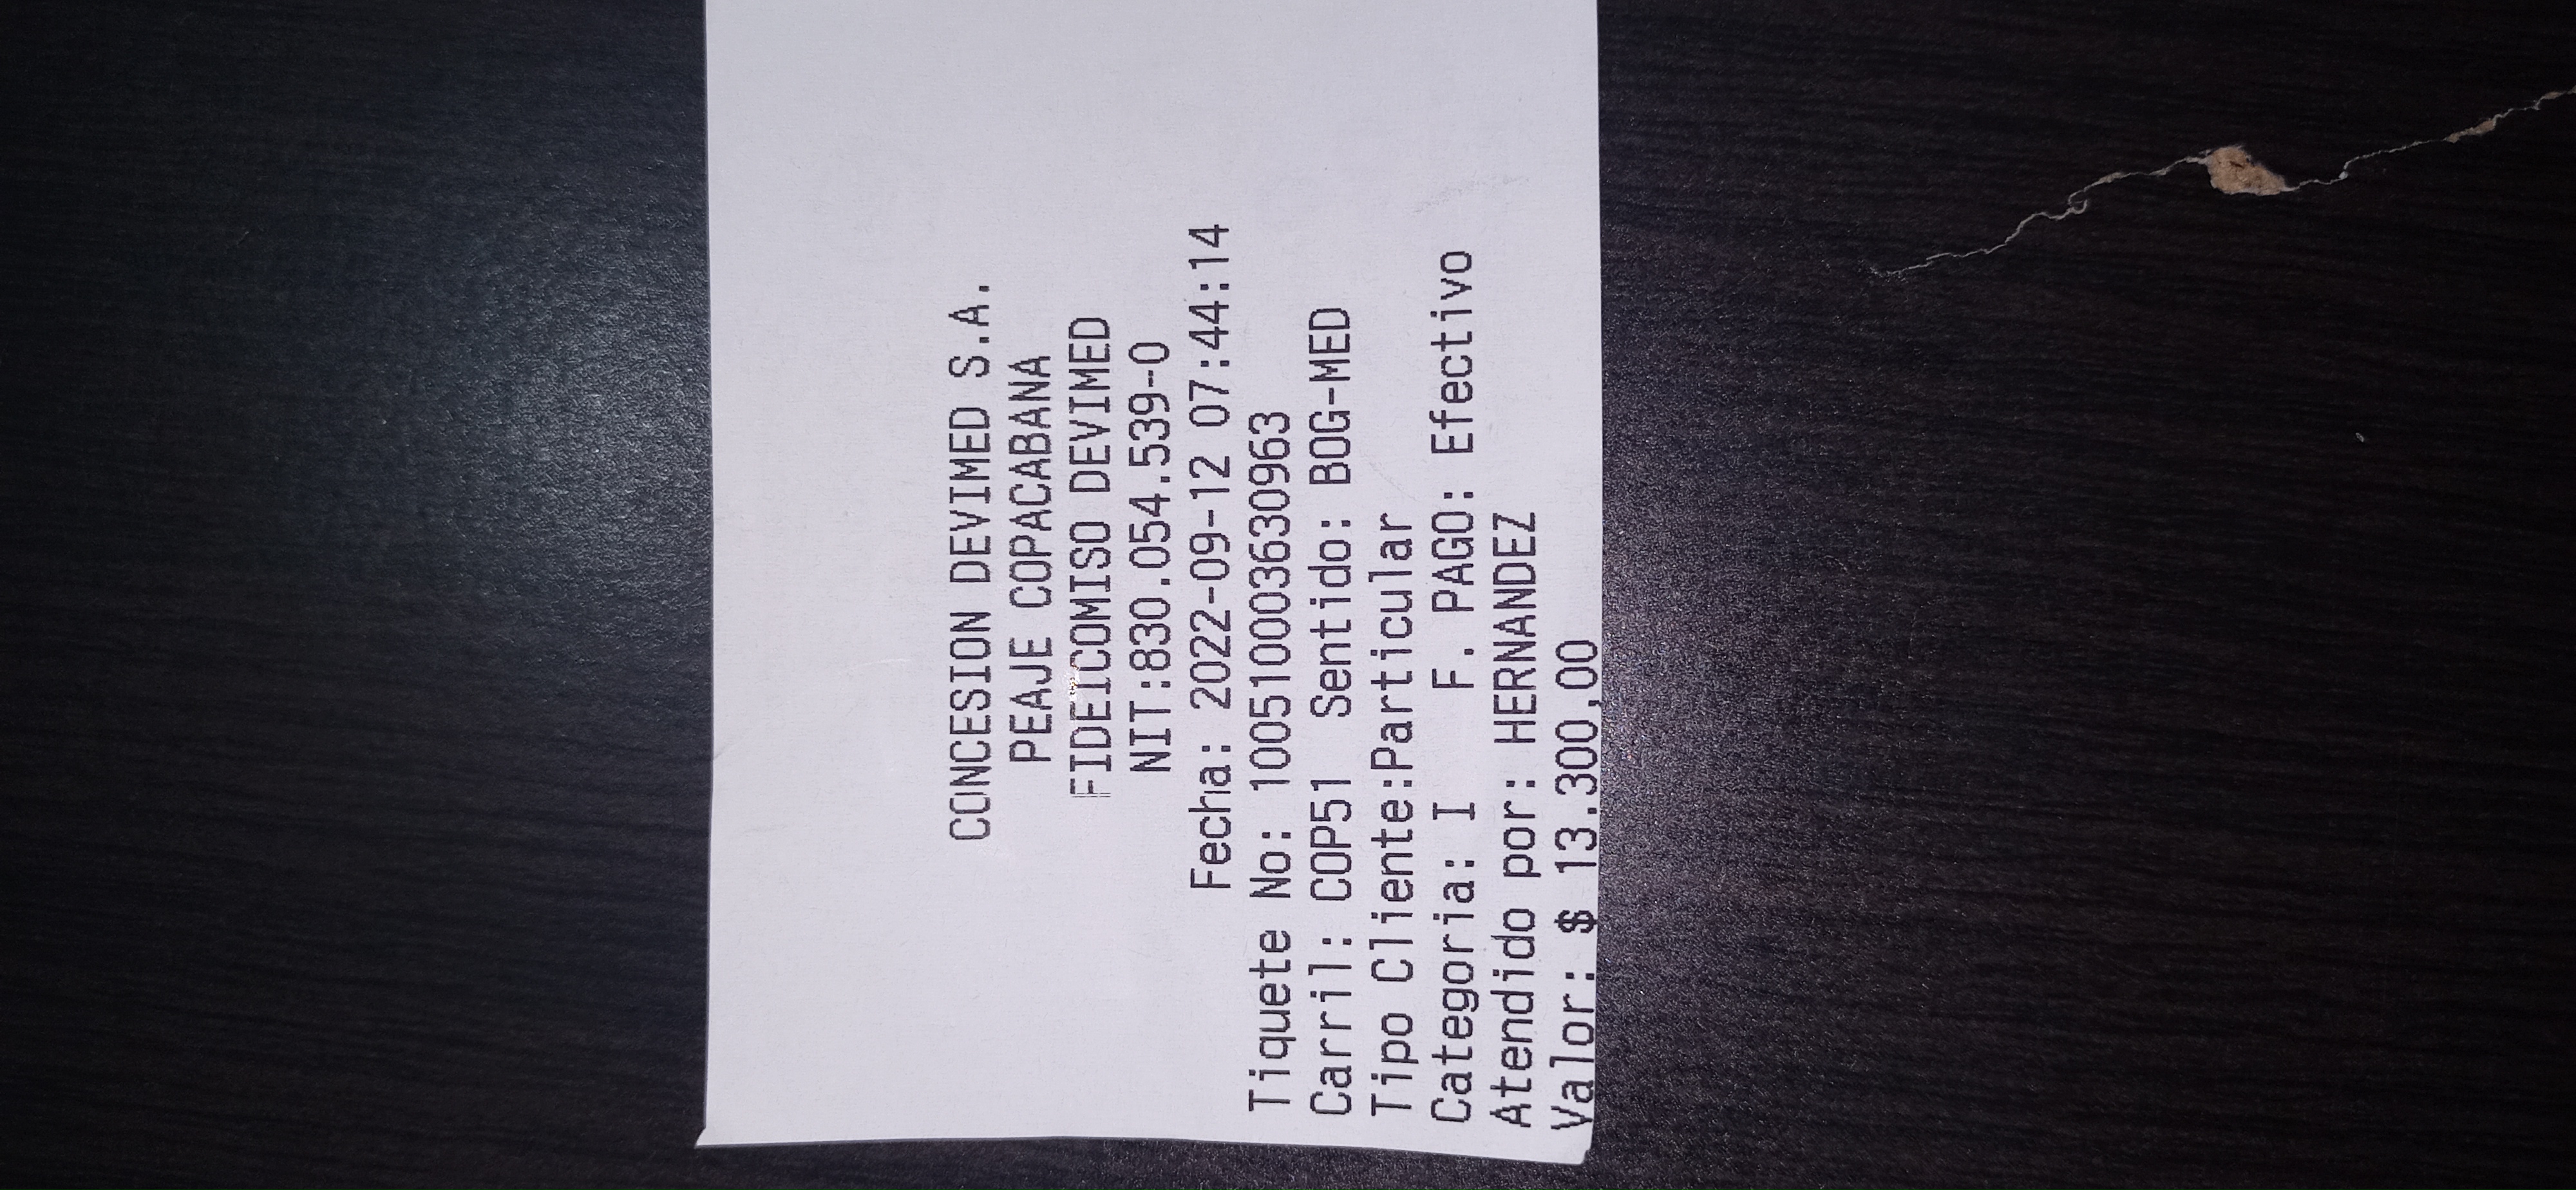 CONCESION DEVIMED S.A.
PEAJE COPACABANA
FIDEICOMISO DEVIMED
NIT:830.054.539-0
Fecha: 2022-09-12 07:44:14
Tiquete No: 100510003630963
Carril: COP51 Sentido: BOG-MED
Tipo Cliente:Particular
Categoria: I F. PAGO: Efectivo
Atendido por: HERNANDEZ
Valor: $ 13.300,00